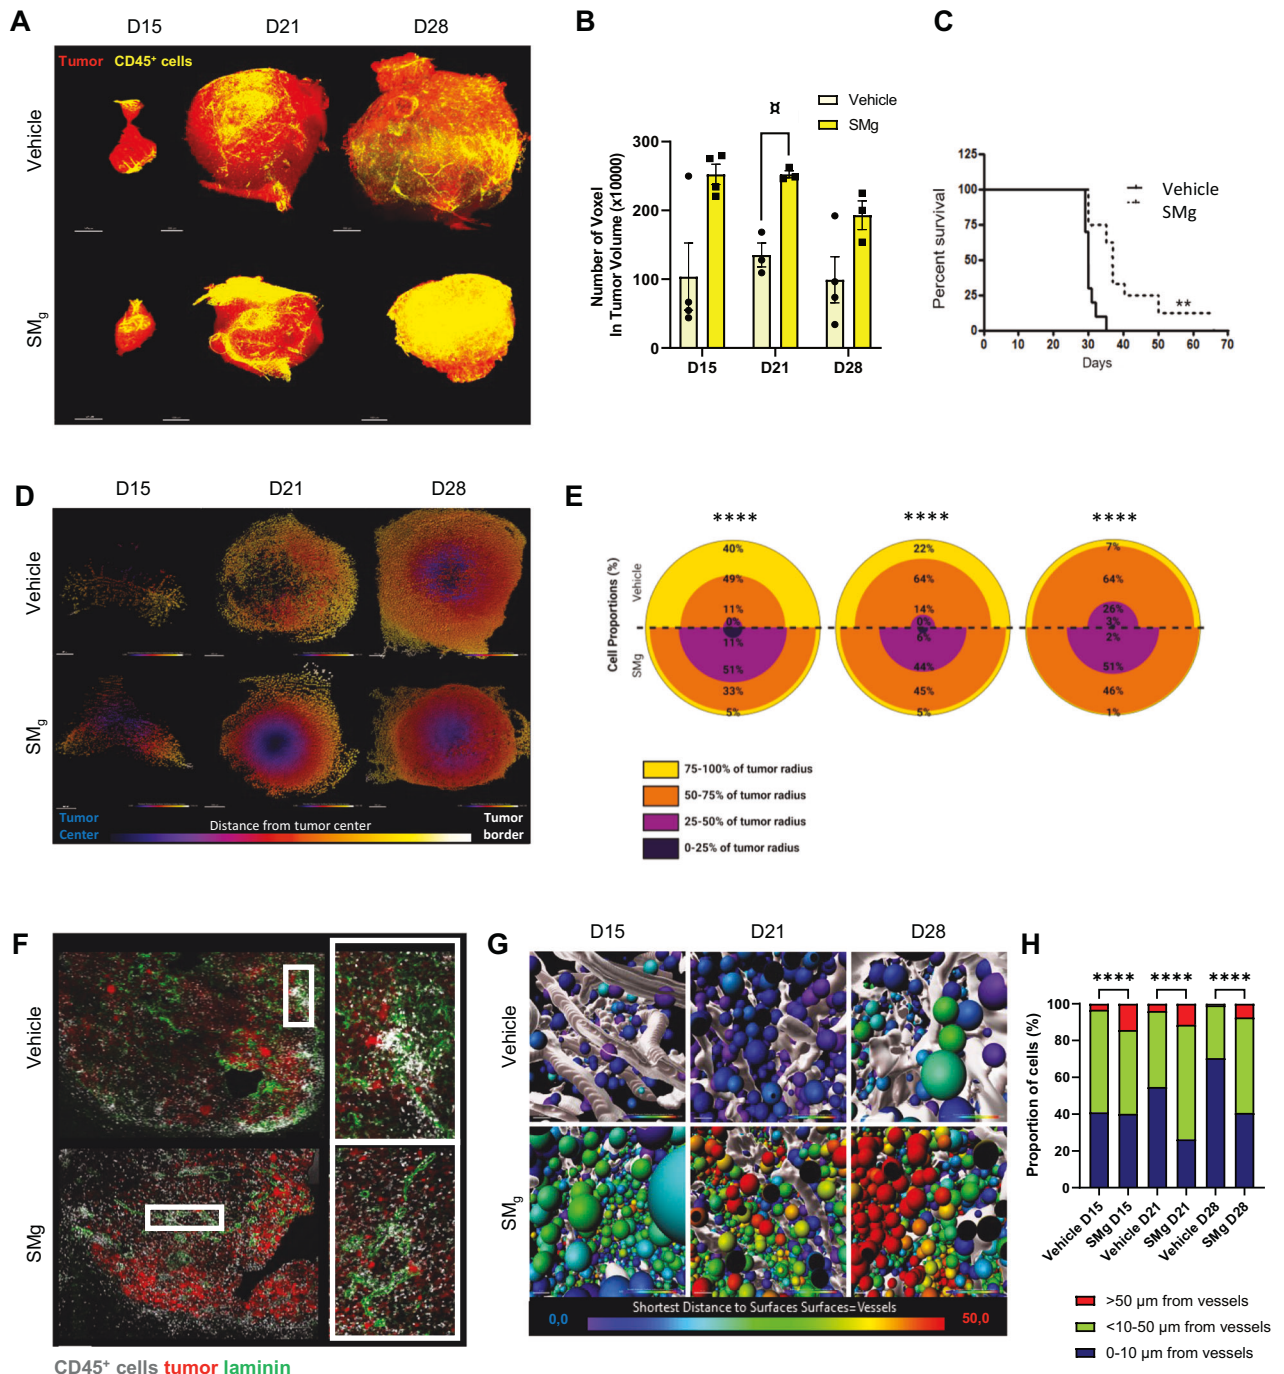 A
D15 D21 D28
Tumor CD45+ cells
Vehicle
SMg
B
¤
Vehicle
SMg
Number of Voxel
In Tumor Volume (x10000)
300
200
100
0
D15 D21 D28
C
Percent survival
125
100
75
50
25
0
Vehicle
SMg
**
0 10 20 30 40 50 60 70
Days
D
D15 D21 D28
Vehicle
SMg
Tumor
Center
Distance from tumor center
Tumor
border
E
**** **** ****
Cell Proportions (%)
Vehicle
SMg
40% 22% 7%
49% 64% 64%
11% 14% 26%
0% 0% 3%
11% 6% 2%
51% 44% 51%
33% 45% 46%
5% 5% 1%
75-100% of tumor radius
50-75% of tumor radius
25-50% of tumor radius
0-25% of tumor radius
F
Vehicle
SMg
CD45+ cells tumor laminin
G
D15 D21 D28
Vehicle
SMg
0,0
Shortest Distance to Surfaces Surfaces=Vessels
50,0
H
**** **** ****
Proportion of cells (%)
100
80
60
40
20
0
Vehicle D15
SMg D15
Vehicle D21
SMg D21
Vehicle D28
SMg D28
>50 µm from vessels
<10-50 µm from vessels
0-10 µm from vessels